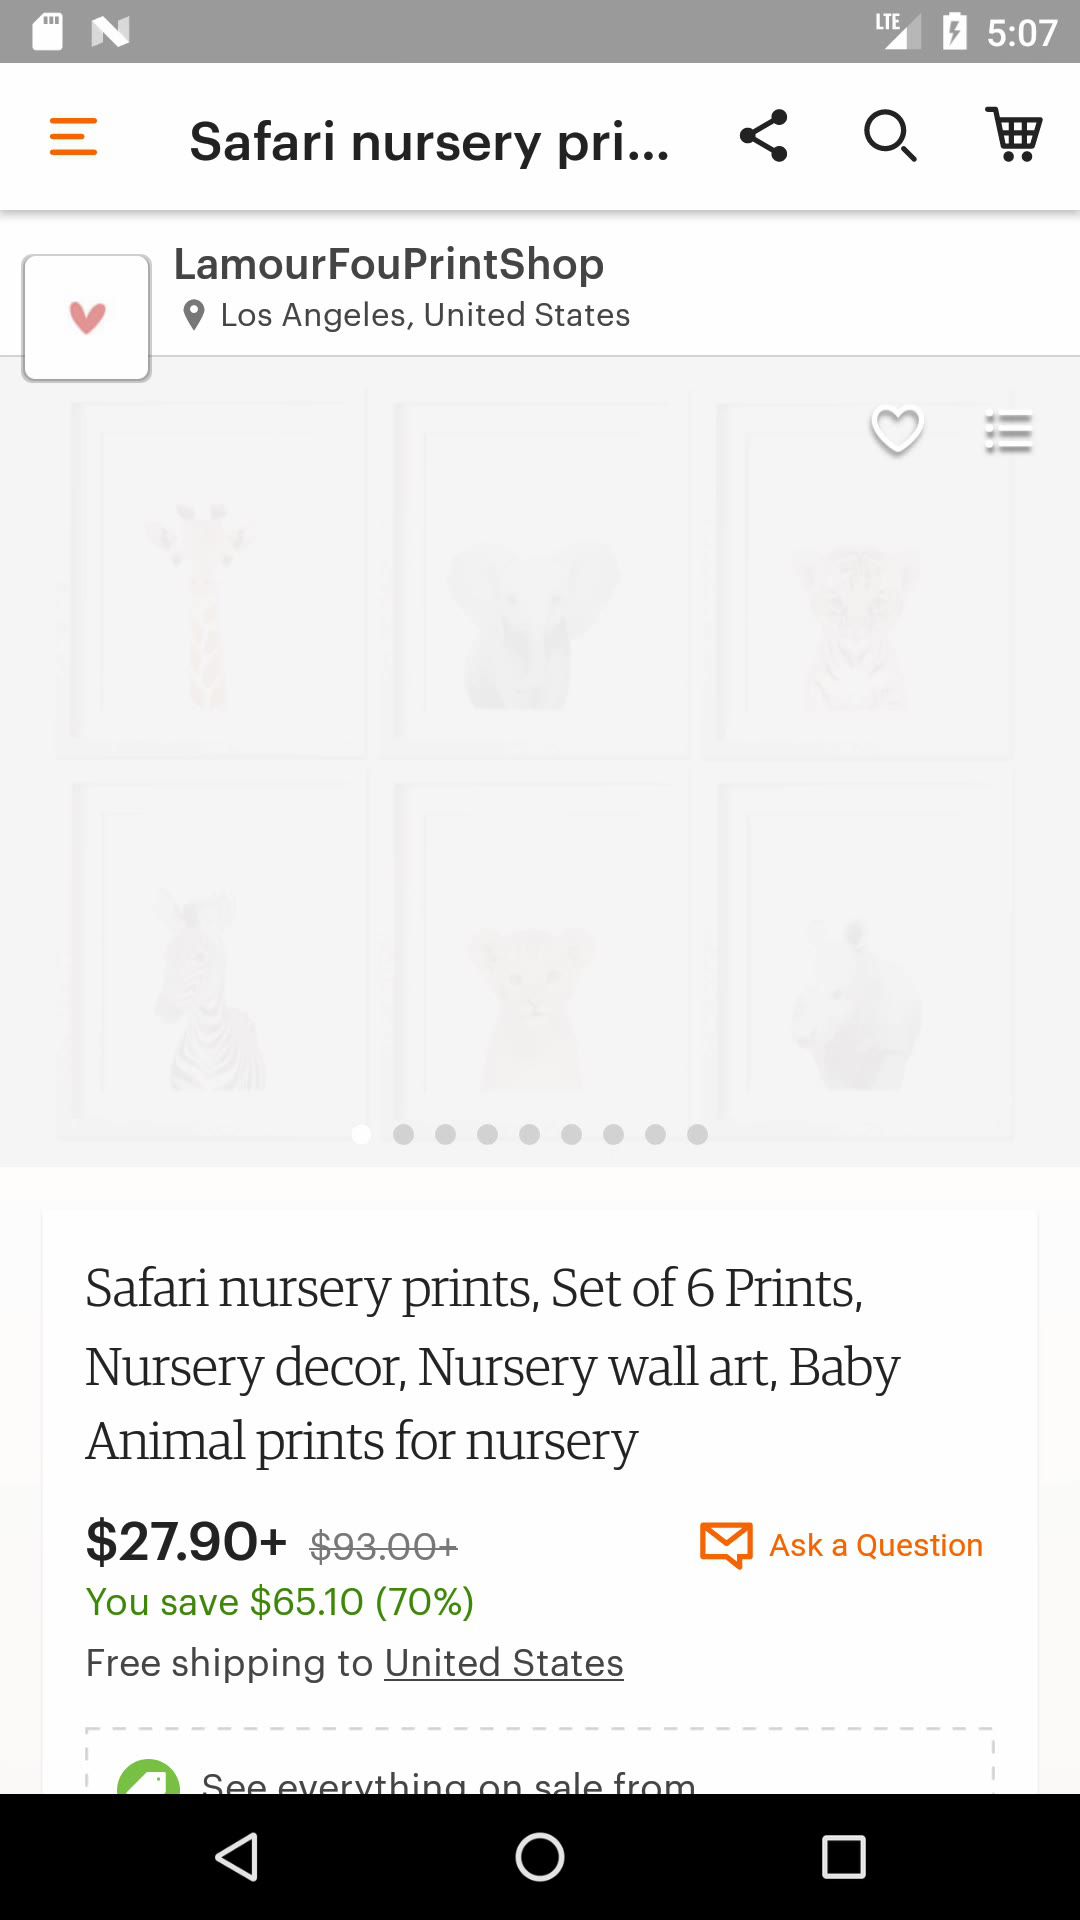 LTE 5:07
Safari nursery pri...
LamourFouPrintShop
Los Angeles, United States
Safari nursery prints, Set of 6 Prints,
Nursery decor, Nursery wall art, Baby
Animal prints for nursery
$27.90+ $93.00+
Ask a Question
You save $65.10 (70%)
Free shipping to United States
See everything on sale from